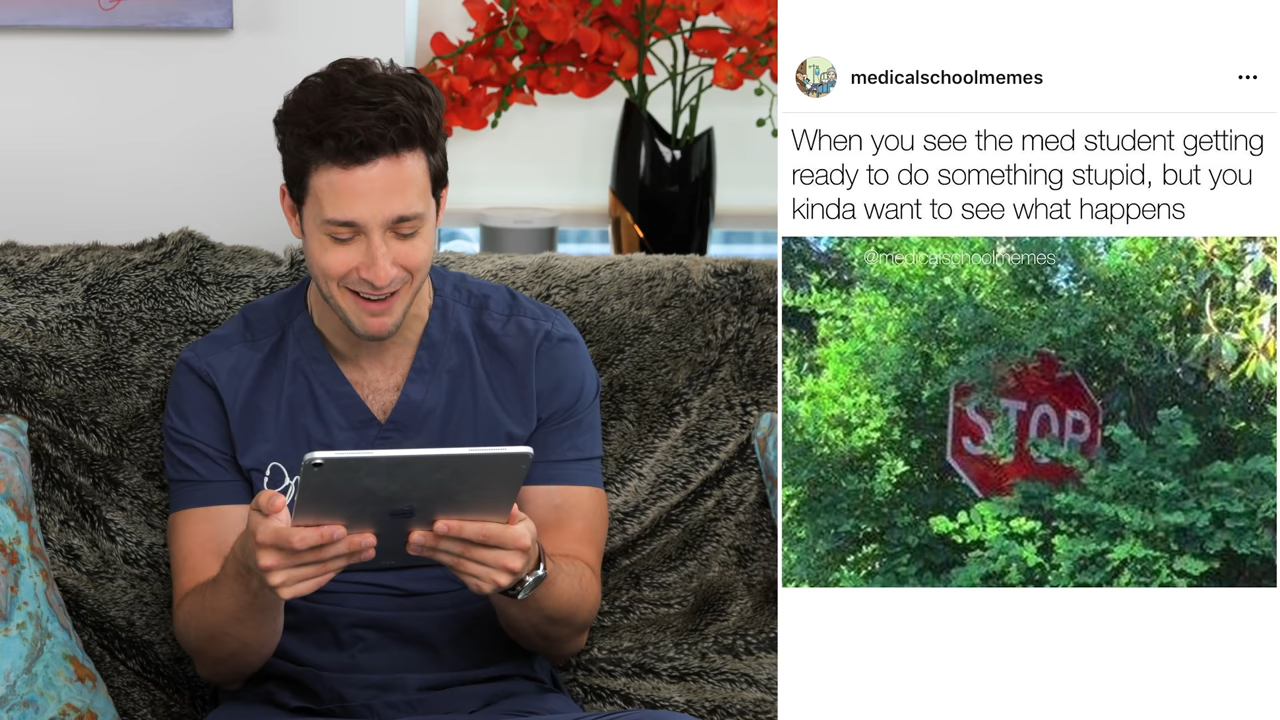 medicalschoolmemes
When you see the med student getting
ready to do something stupid, but you
kinda want to see what happens
@medicalschoolmemes
STOP